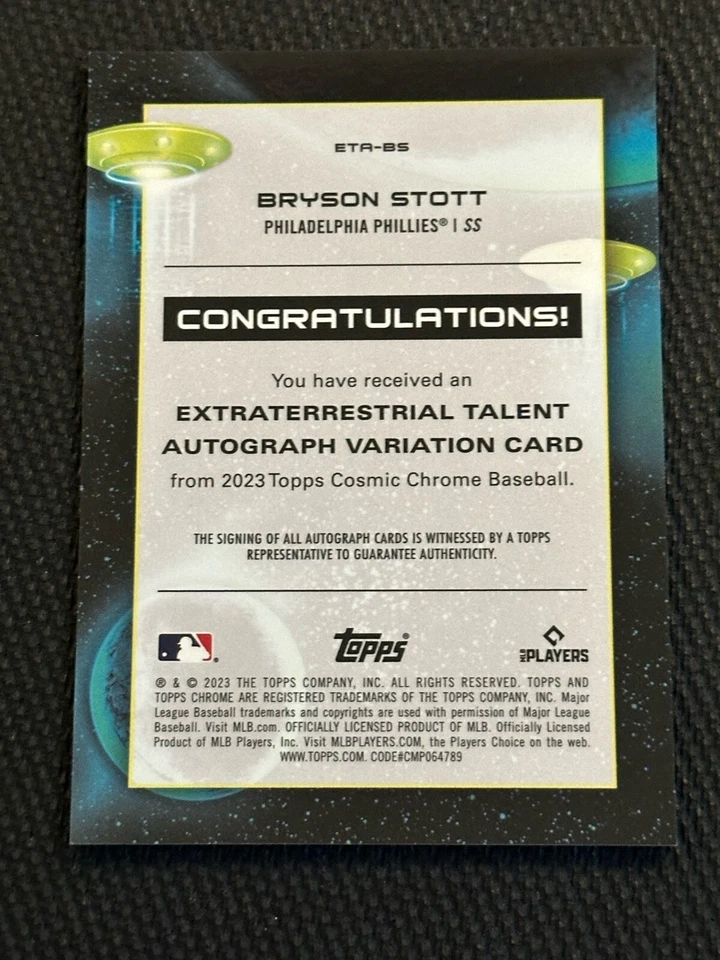 ETA-BS
BRYSON STOTT
PHILADELPHIA PHILLIES® | SS
CONGRATULATIONS!
You have received an
EXTRATERRESTRIAL TALENT
AUTOGRAPH VARIATION CARD
from 2023 Topps Cosmic Chrome Baseball.
THE SIGNING OF ALL AUTOGRAPH CARDS IS WITNESSED BY A TOPPS
REPRESENTATIVE TO GUARANTEE AUTHENTICITY.
topps®
MLB PLAYERS
® & © 2023 THE TOPPS COMPANY, INC. ALL RIGHTS RESERVED. TOPPS AND
TOPPS CHROME ARE REGISTERED TRADEMARKS OF THE TOPPS COMPANY, INC. Major
League Baseball trademarks and copyrights are used with permission of Major League
Baseball. Visit MLB.com. OFFICIALLY LICENSED PRODUCT OF MLB. Officially Licensed
Product of MLB Players, Inc. Visit MLBPLAYERS.COM, the Players Choice on the web.
WWW.TOPPS.COM. CODE#CMP064789